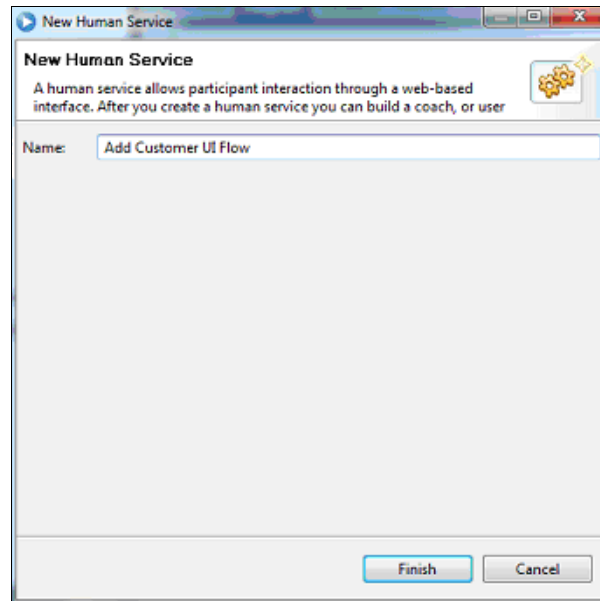 New Human Service
New Human Service
A human service allows participant interaction through a web-based
interface. After you create a human service you can build a coach, or user
Name:
Add Customer UI Flow
Finish
Cancel